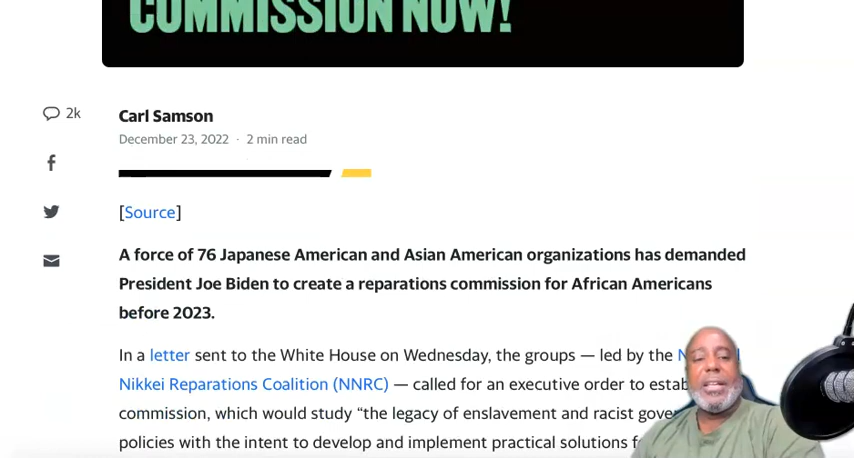 COMMISSION NOW!
2k
Carl Samson
December 23, 2022 · 2 min read
[Source]
A force of 76 Japanese American and Asian American organizations has demanded
President Joe Biden to create a reparations commission for African Americans
before 2023.
In a letter sent to the White House on Wednesday, the groups — led by the
Nikkei Reparations Coalition (NNRC) — called for an executive order to
commission, which would study “the legacy of enslavement and racist
policies with the intent to develop and implement practical solutions